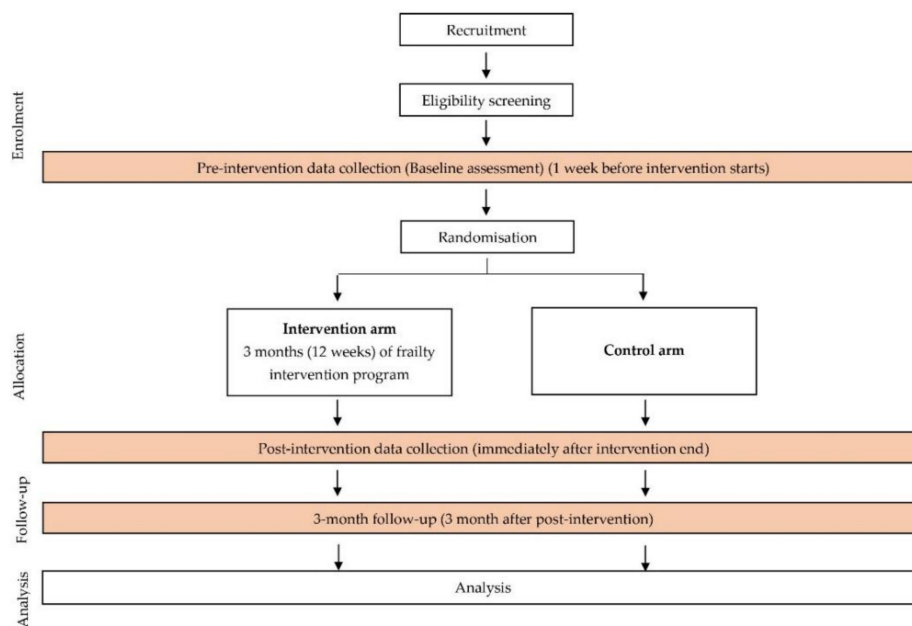 Recruitment
Eligibility screening
Enrolment
Pre-intervention data collection (Baseline assessment) (1 week before intervention starts)
Randomisation
Intervention arm
3 months (12 weeks) of frailty
intervention program
Control arm
Allocation
Post-intervention data collection (immediately after intervention end)
Follow-up
3-month follow-up (3 month after post-intervention)
Analysis
Analysis